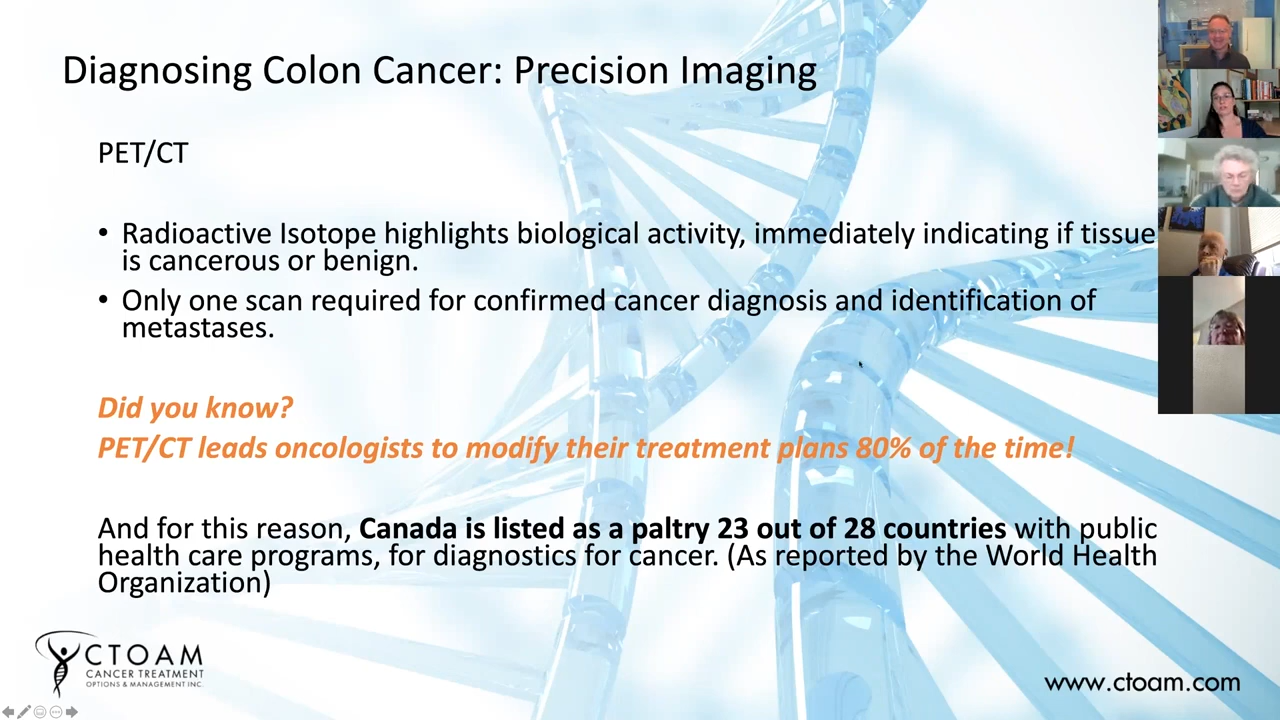 Diagnosing Colon Cancer: Precision Imaging
PET/CT
• Radioactive Isotope highlights biological activity, immediately indicating if tissue
is cancerous or benign.
• Only one scan required for confirmed cancer diagnosis and identification of
metastases.
Did you know?
PET/CT leads oncologists to modify their treatment plans 80% of the time!
And for this reason, Canada is listed as a paltry 23 out of 28 countries with public
health care programs, for diagnostics for cancer. (As reported by the World Health
Organization)
CTOAM
CANCER TREATMENT
OPTIONS & MANAGEMENT INC.
www.ctoam.com